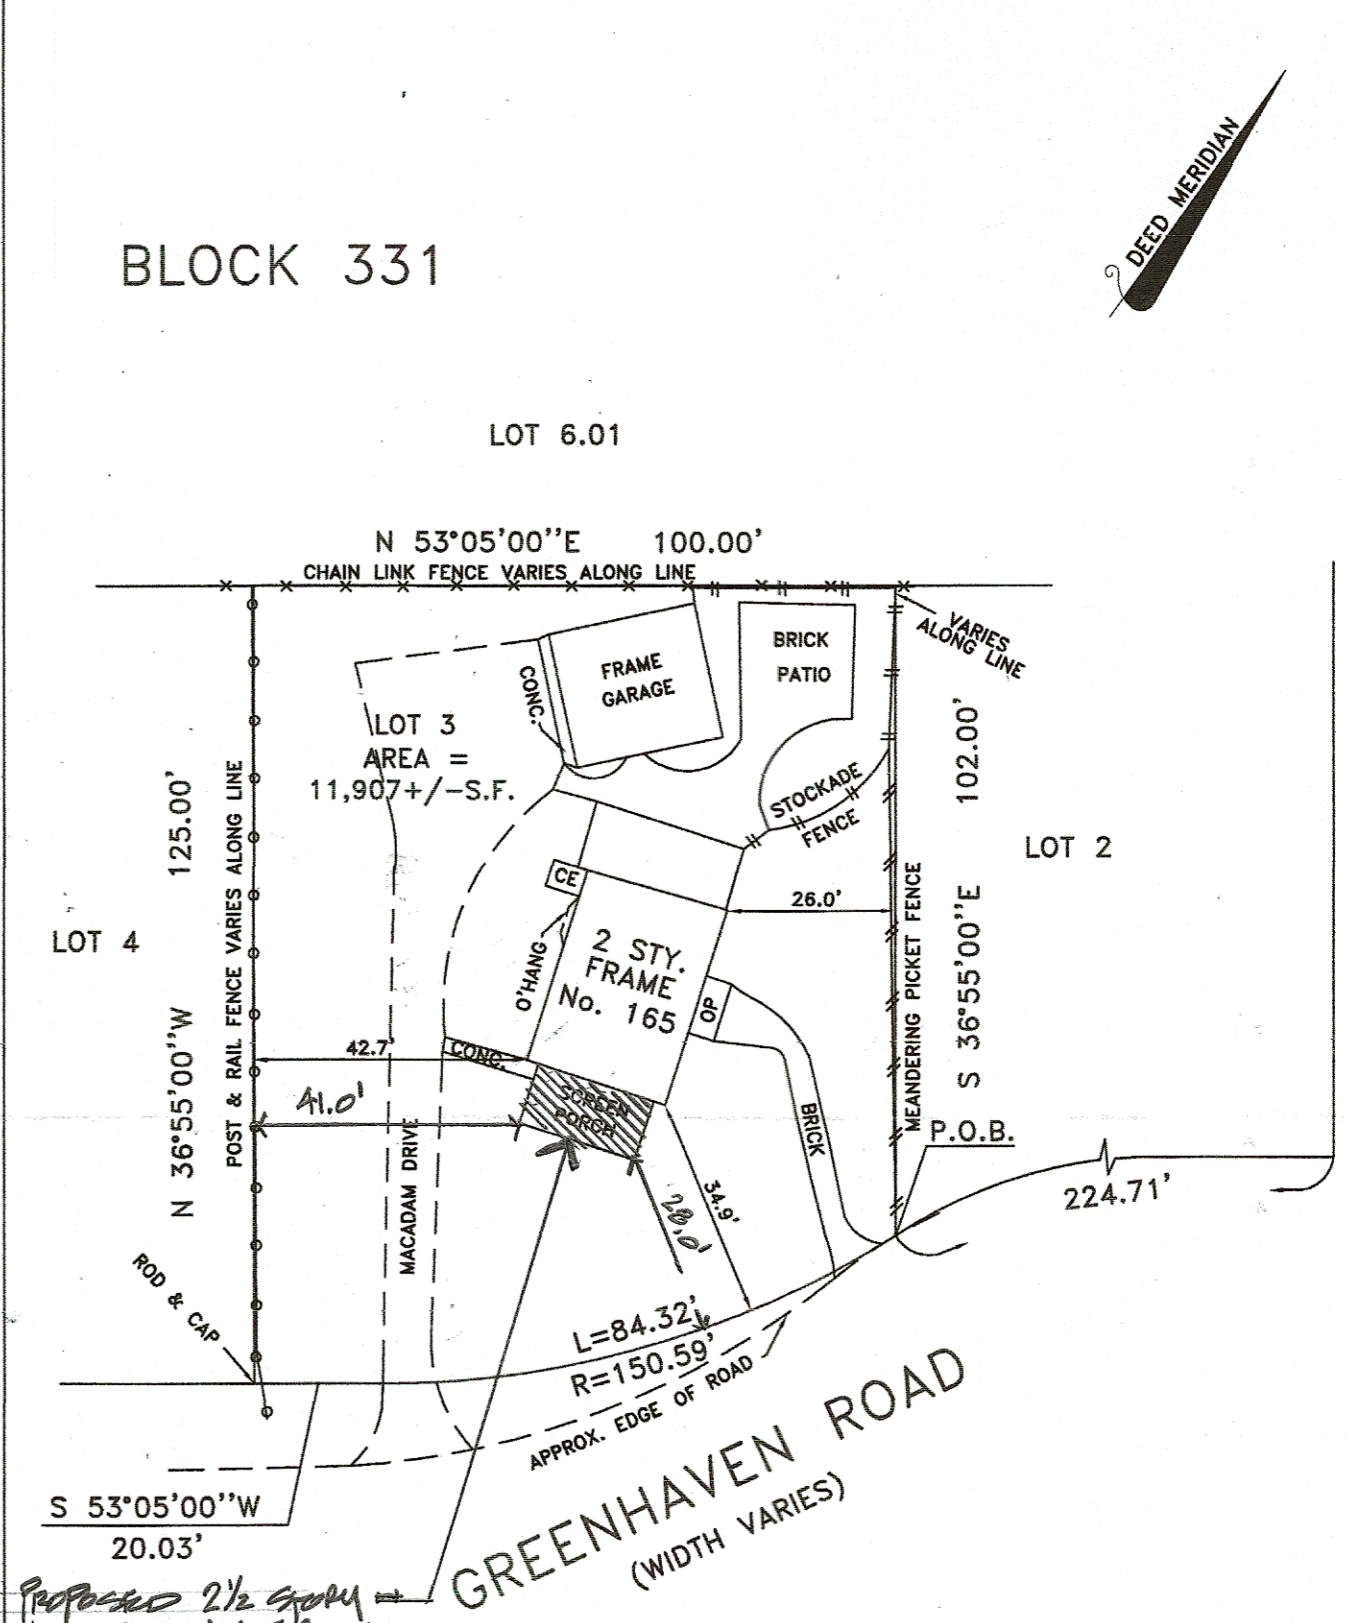 DEED MERIDIAN
BLOCK 331
LOT 6.01
N 53°05'00''E 100.00'
CHAIN LINK FENCE VARIES ALONG LINE
VARIES
ALONG LINE
BRICK
PATIO
FRAME
GARAGE
CONC.
LOT 3
AREA =
11,907+/-S.F.
STOCKADE
FENCE
125.00'
N 36°55'00''W
POST & RAIL FENCE VARIES ALONG LINE
102.00'
S 36°55'00''E
MEANDERING PICKET FENCE
LOT 2
LOT 4
CE
26.0'
O'HANG
2 STY.
FRAME
No. 165
OP
42.7'
CONC.
41.0'
SCREEN
PORCH
BRICK
P.O.B.
224.71'
MACADAM DRIVE
34.9'
28.0'
ROD & CAP
L=84.32'
R=150.59'
APPROX. EDGE OF ROAD
GREENHAVEN ROAD
(WIDTH VARIES)
S 53°05'00''W
20.03'
PROPOSED 2½ STORY